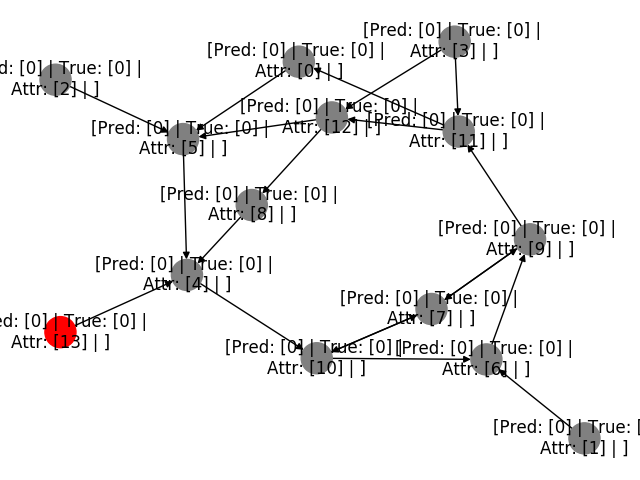 [Pred: [0] | True: [0] |
Attr: [3] | ]
[Pred: [0] | True: [0] |
Attr: [0] | ]
d: [0] | True: [0] |
Attr: [2] | ]
[Pred: [0] | True: [0] |
Attr: [12] | ]
[Pred: [0] | True: [0] |
Attr: [11] | ]
[Pred: [0] | True: [0] |
Attr: [5] | ]
[Pred: [0] | True: [0] |
Attr: [8] | ]
[Pred: [0] | True: [0] |
Attr: [9] | ]
[Pred: [0] | True: [0] |
Attr: [4] | ]
[Pred: [0] | True: [0] |
Attr: [7] | ]
ed: [0] | True: [0] |
Attr: [13] | ]
[Pred: [0] | True: [0] |
Attr: [10] | ]
[Pred: [0] | True: [0] |
Attr: [6] | ]
[Pred: [0] | True: [
Attr: [1] | ]